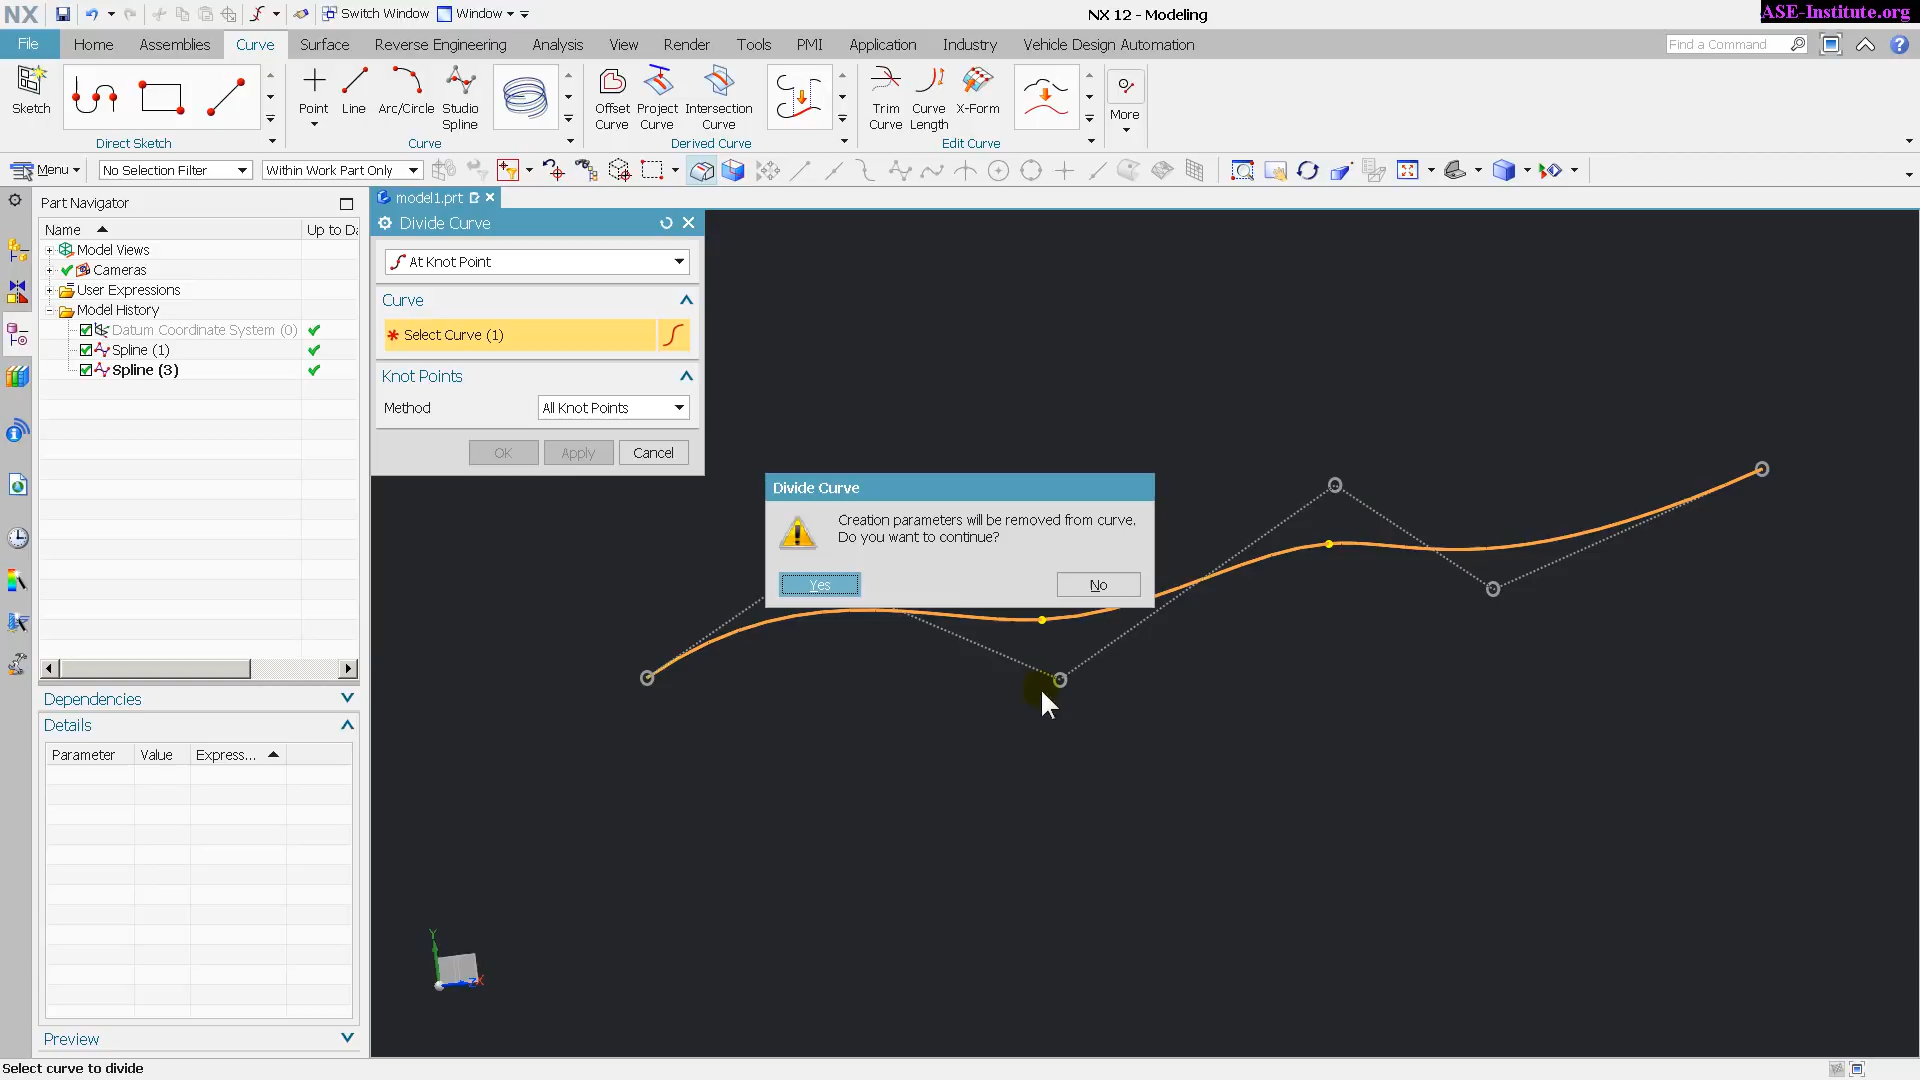 NX
Switch Window
Window
NX 12 - Modeling
ASE-Institute.org
File
Home
Assemblies
Curve
Surface
Reverse Engineering
Analysis
View
Render
Tools
PMI
Application
Industry
Vehicle Design Automation
Find a Command
Sketch
Point
Line
Arc/Circle
Studio Spline
Offset Curve
Project Curve
Intersection Curve
Trim Curve
Curve Length
X-Form
More
Direct Sketch
Curve
Derived Curve
Edit Curve
Menu
No Selection Filter
Within Work Part Only
Part Navigator
Name
Up to Da
Model Views
Cameras
User Expressions
Model History
Datum Coordinate System (0)
Spline (1)
Spline (3)
Dependencies
Details
Parameter
Value
Express...
Preview
model1.prt
Divide Curve
At Knot Point
Curve
* Select Curve (1)
Knot Points
Method
All Knot Points
OK
Apply
Cancel
Divide Curve
Creation parameters will be removed from curve.
Do you want to continue?
Yes
No
Y
Z
X
Select curve to divide